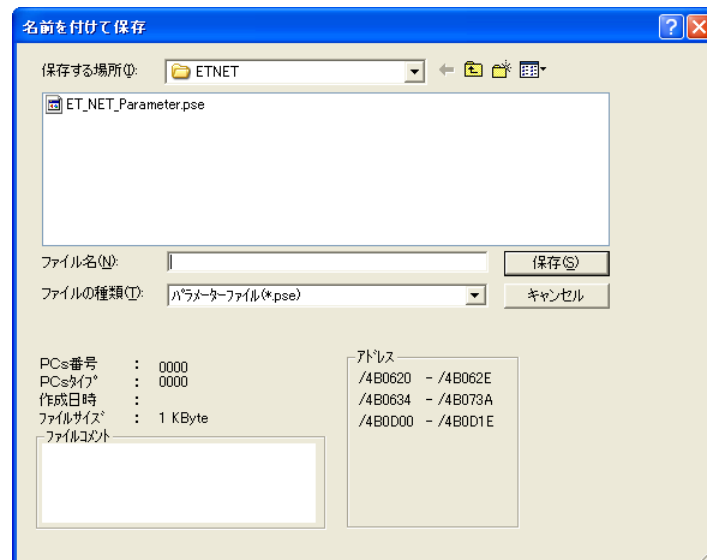 名前を付けて保存
保存する場所(I):
ETNET
ET_NET_Parameter.pse
ファイル名(N):
保存(S)
ファイルの種類(T):
パラメーターファイル(*.pse)
キャンセル
PCs番号 : 0000
PCsタイプ : 0000
作成日時 :
ファイルサイズ : 1 KByte
ファイルコメント
アドレス
/4B0620 - /4B062E
/4B0634 - /4B073A
/4B0D00 - /4B0D1E